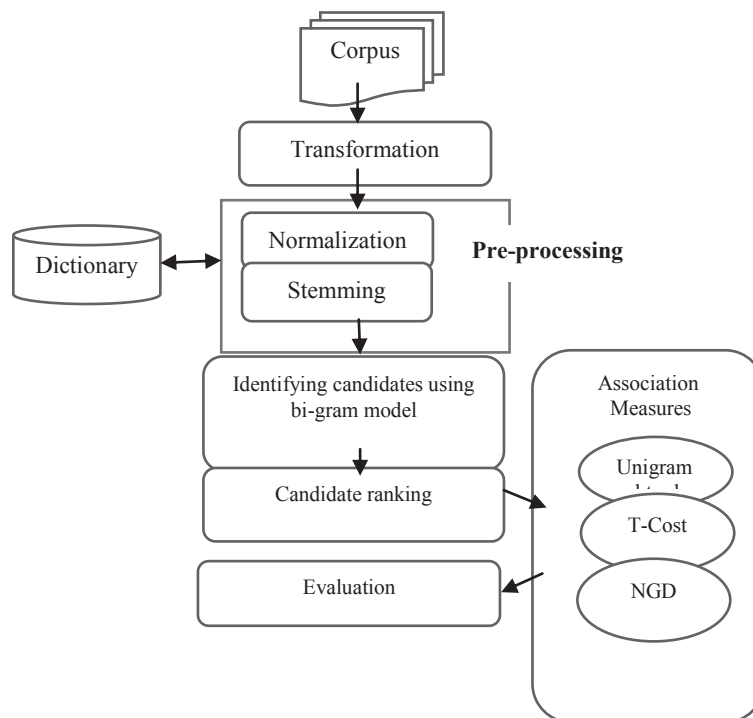 Corpus
Transformation
Normalization
Pre-processing
Dictionary
Stemming
Identifying candidates using
bi-gram model
Association
Measures
Unigram
Candidate ranking
T-Cost
Evaluation
NGD